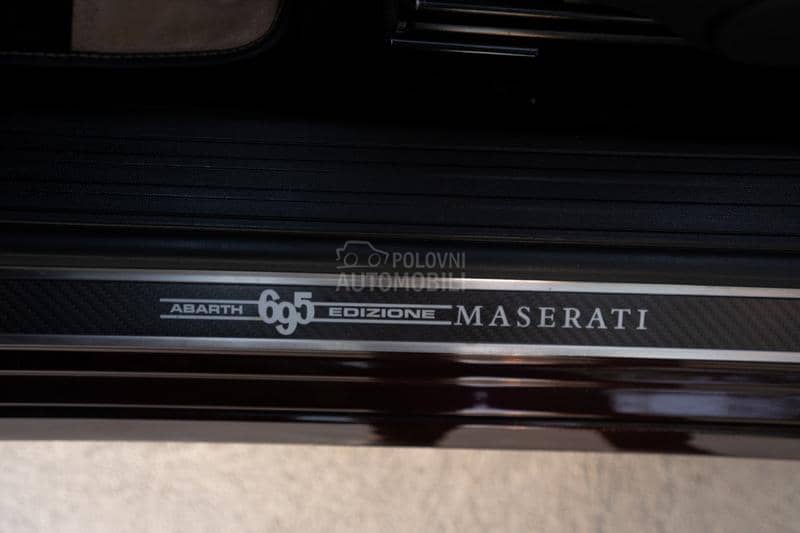 POLOVNI
AUTOMOBILI
ABARTH 695 EDIZIONE MASERATI